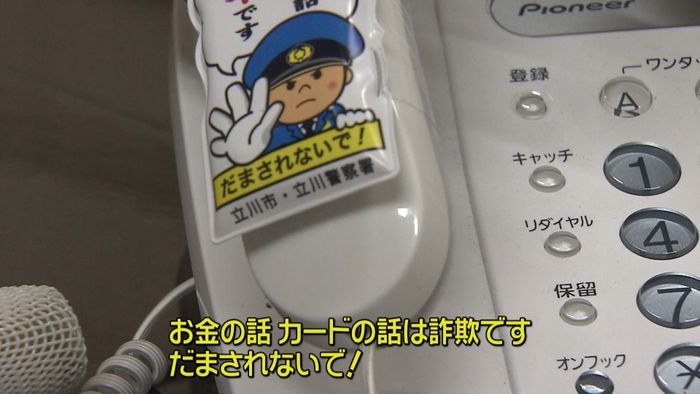 Pioneer
話
です
登録
ワンタッ
A
キャッチ
1
だまされないで!
立川市・立川警察署
リダイヤル
4
保留
7
オンフック
*
お金の話 カードの話は詐欺です
だまされないで!